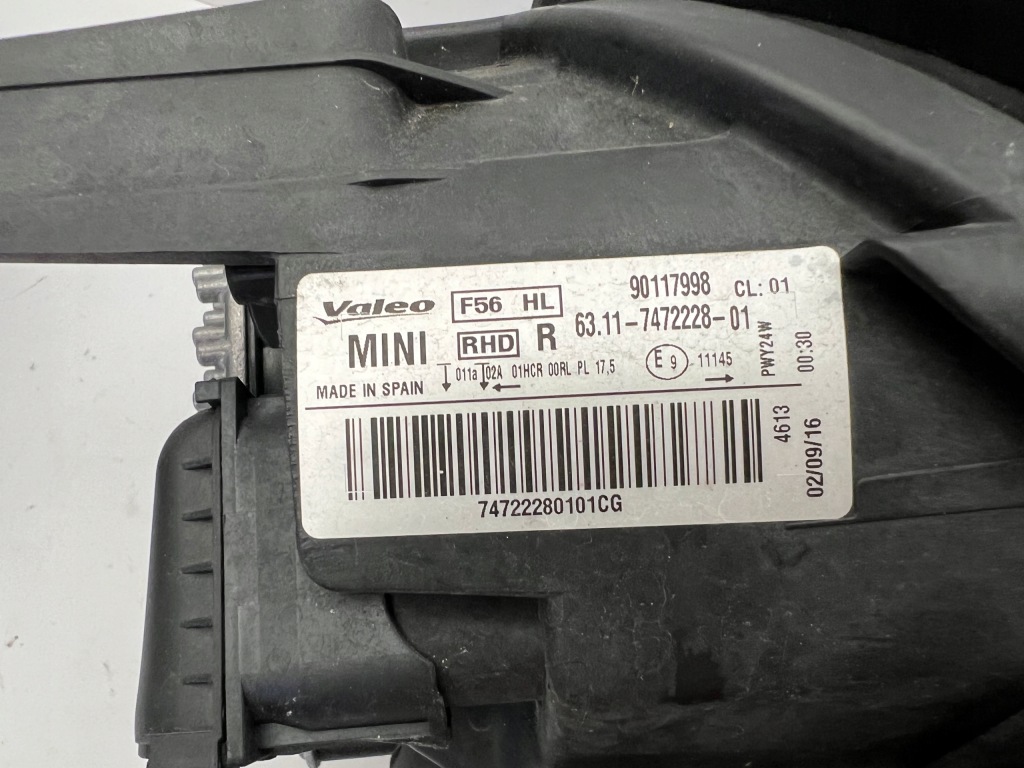 Valeo F56 HL 90117998 CL: 01
MINI RHD R 63.11-7472228-01
MADE IN SPAIN 011a 02A 01HCR 00RL PL 17,5 E9 11145
PWY24W 00:30
4613 02/09/16
74722280101CG